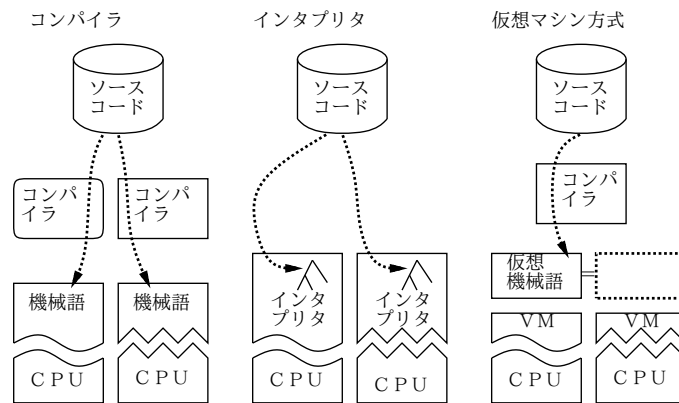 コンパイラ
インタプリタ
仮想マシン方式
ソース
コード
ソース
コード
ソース
コード
コンパ
イラ
コンパ
イラ
コンパ
イラ
機械語
機械語
インタ
プリタ
インタ
プリタ
仮想
機械語
ＶＭ
ＶＭ
ＣＰＵ
ＣＰＵ
ＣＰＵ
ＣＰＵ
ＣＰＵ
ＣＰＵ